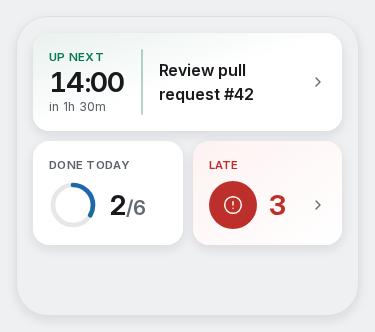 UP NEXT
14:00
in 1h 30m
Review pull
request #42
DONE TODAY
2/6
LATE
3